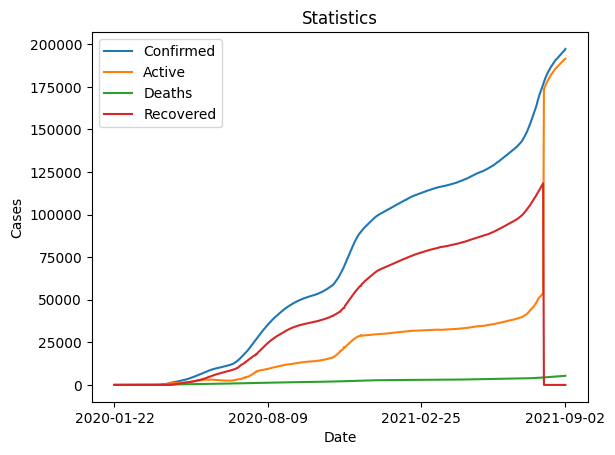 Statistics
Confirmed
Active
Deaths
Recovered
200000
175000
150000
125000
100000
75000
50000
25000
0
Cases
2020-01-22 2020-08-09 2021-02-25 2021-09-02
Date